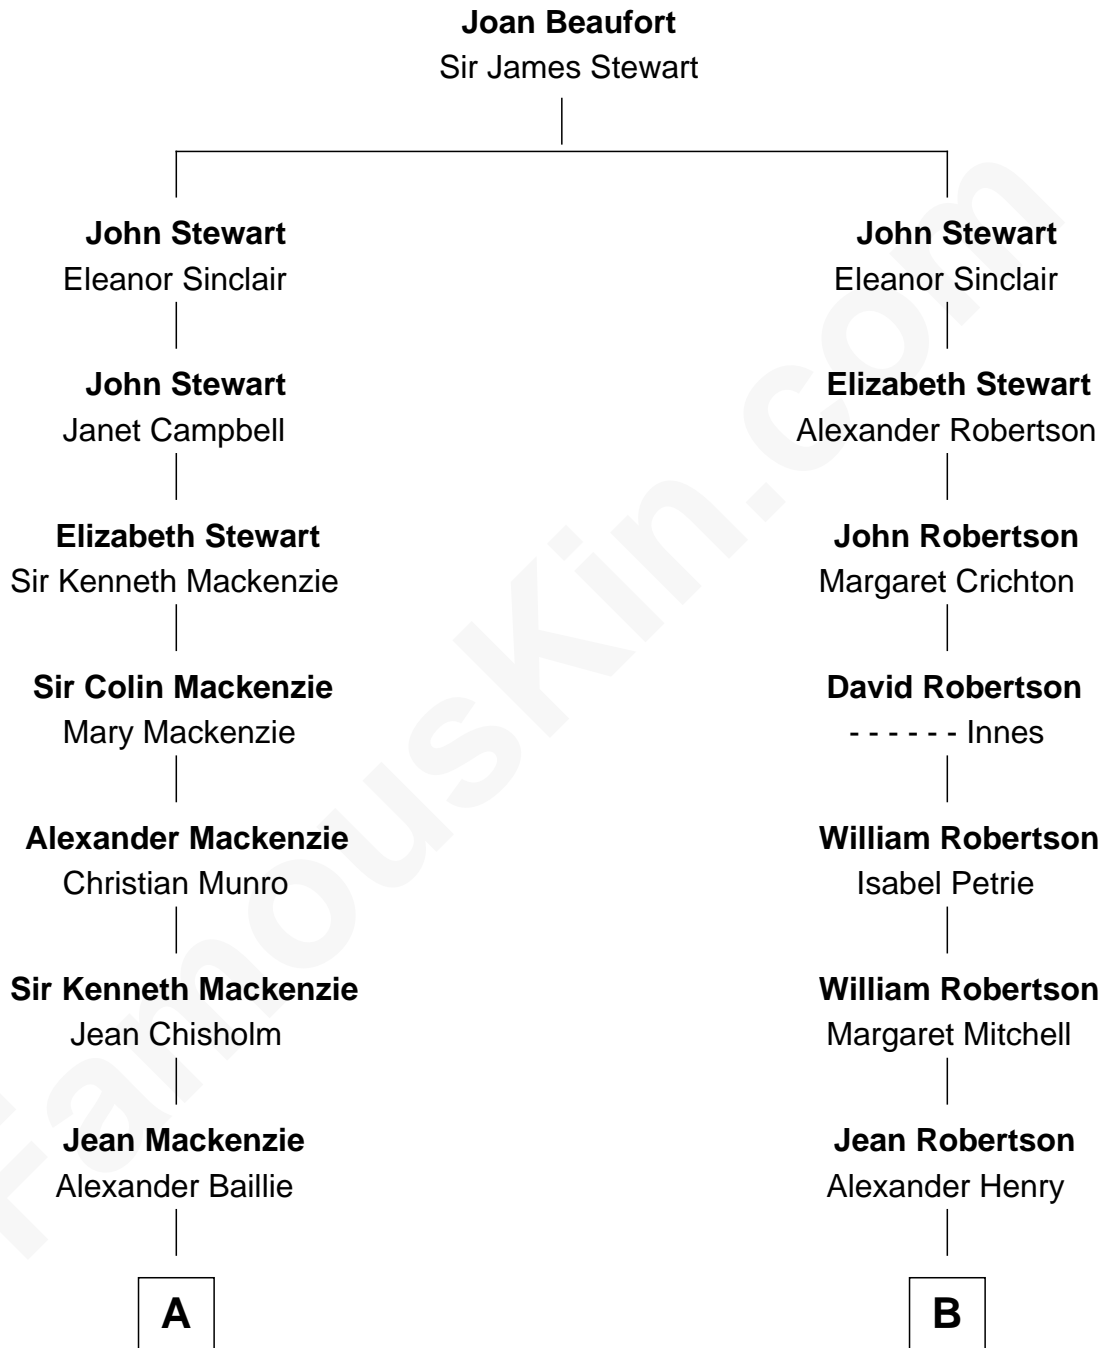 Joan Beaufort
Sir James Stewart
John Stewart
Eleanor Sinclair
John Stewart
Janet Campbell
Elizabeth Stewart
Sir Kenneth Mackenzie
Sir Colin Mackenzie
Mary Mackenzie
Alexander Mackenzie
Christian Munro
Sir Kenneth Mackenzie
Jean Chisholm
Jean Mackenzie
Alexander Baillie
A
John Stewart
Eleanor Sinclair
Elizabeth Stewart
Alexander Robertson
John Robertson
Margaret Crichton
David Robertson
- - - - - - Innes
William Robertson
Isabel Petrie
William Robertson
Margaret Mitchell
Jean Robertson
Alexander Henry
B
FamousKin.com